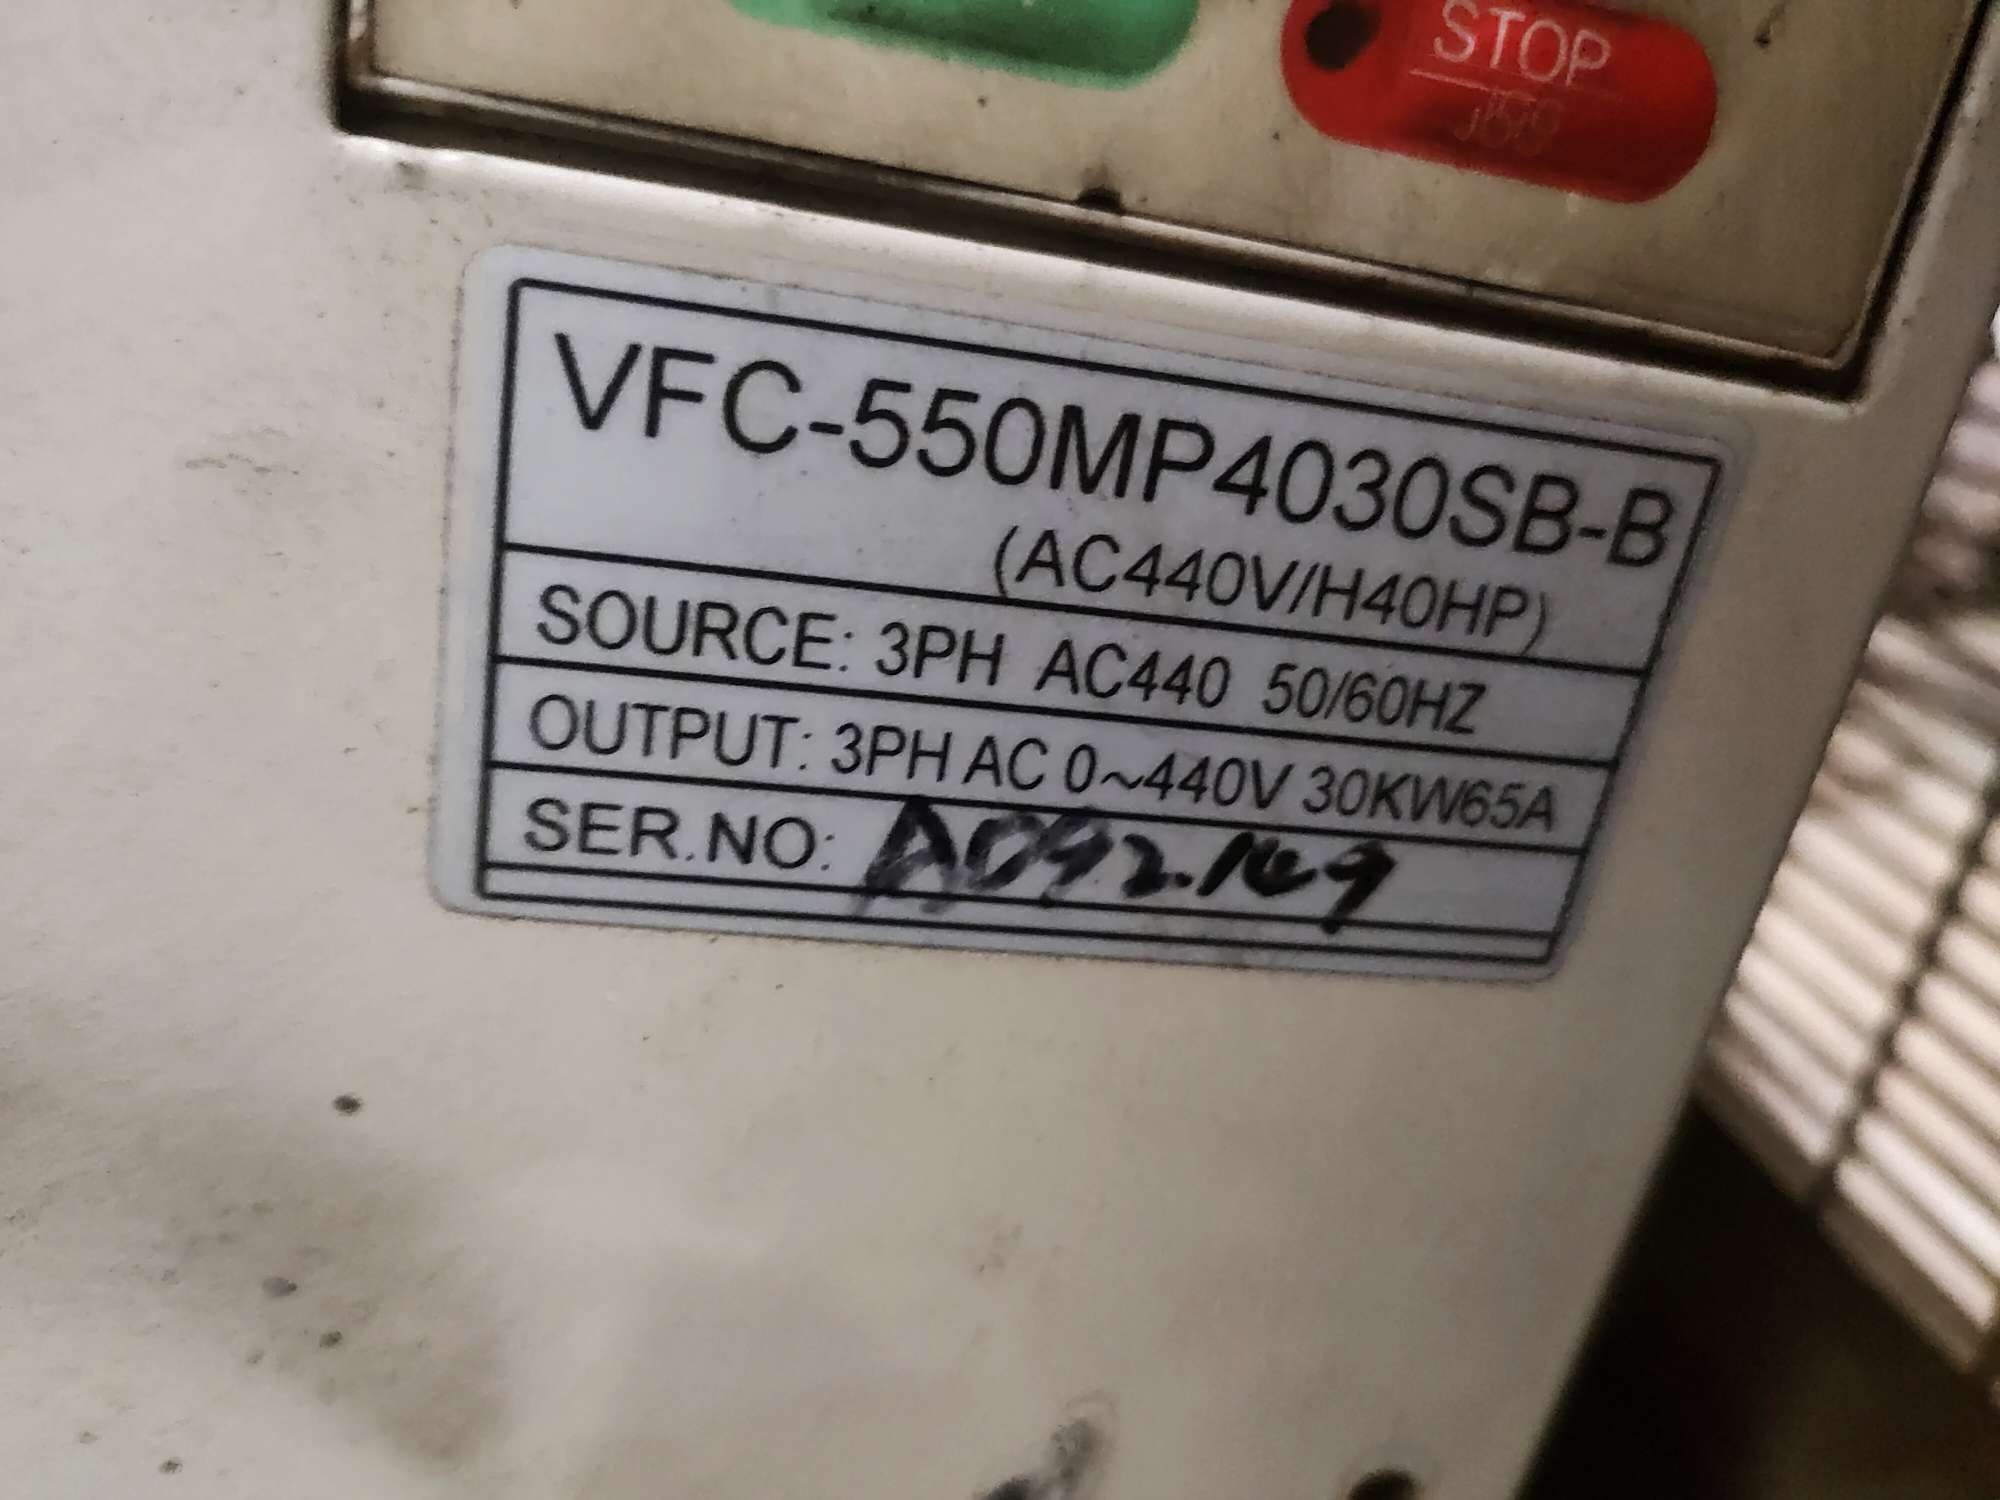 STOP
VFC-550MP4030SB-B
(AC440V/H40HP)
SOURCE: 3PH AC440 50/60HZ
OUTPUT: 3PH AC 0~440V 30KW65A
SER.NO: